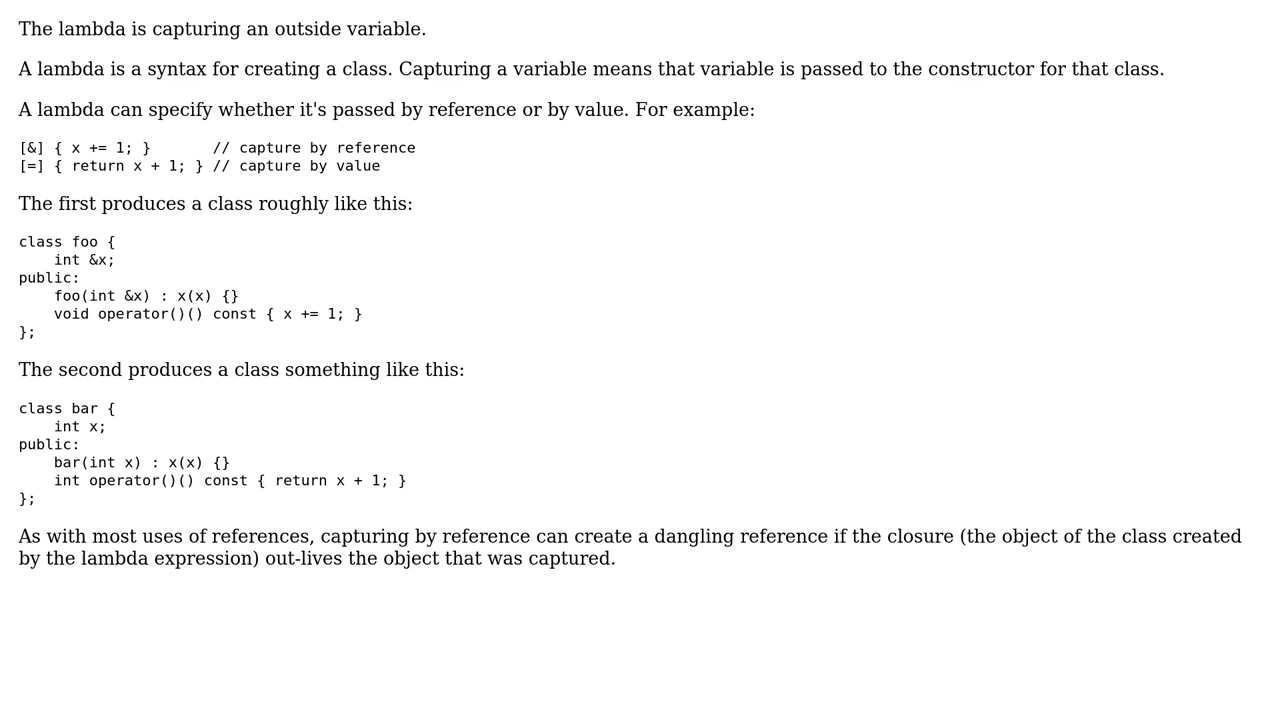 The lambda is capturing an outside variable.
A lambda is a syntax for creating a class. Capturing a variable means that variable is passed to the constructor for that class.
A lambda can specify whether it's passed by reference or by value. For example:
[&] { x += 1; }       // capture by reference
[=] { return x + 1; } // capture by value
The first produces a class roughly like this:
class foo {
    int &x;
public:
    foo(int &x) : x(x) {}
    void operator()() const { x += 1; }
};
The second produces a class something like this:
class bar {
    int x;
public:
    bar(int x) : x(x) {}
    int operator()() const { return x + 1; }
};
As with most uses of references, capturing by reference can create a dangling reference if the closure (the object of the class created
by the lambda expression) out-lives the object that was captured.